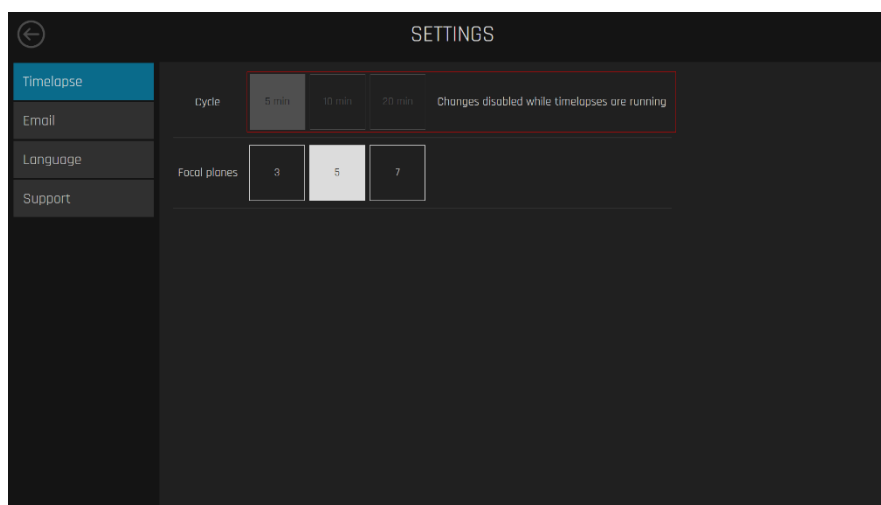 SETTINGS
Timelapse
Email
Language
Support
Cycle
5 min
10 min
20 min
Changes disabled while timelapses are running
Focal planes
3
5
7